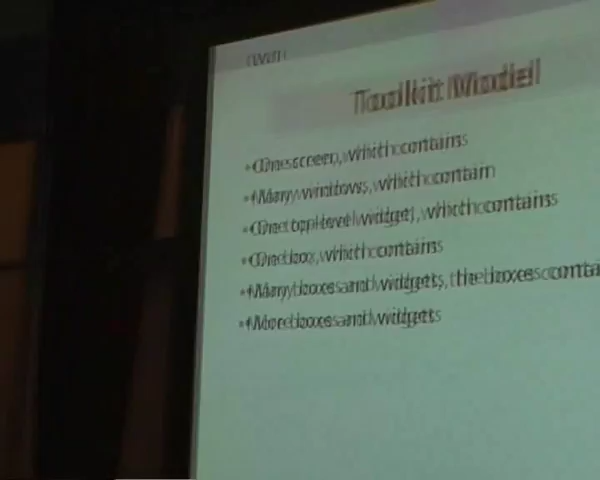 Toolkit Model
• One screen, which contains
• Many windows, which contain
• One top-level widget, which contains
• One box, which contains
• Many boxes and widgets, the boxes contai
• More boxes and widgets